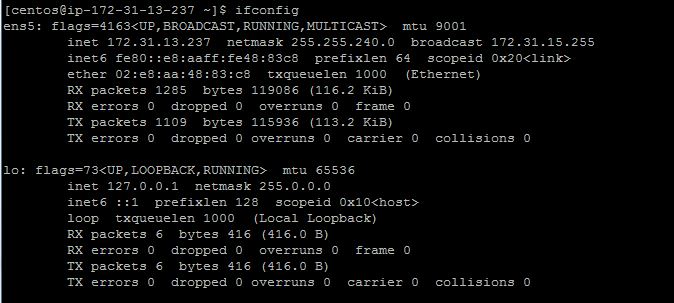 [centos@ip-172-31-13-237 ~]$ ifconfig
ens5: flags=4163<UP,BROADCAST,RUNNING,MULTICAST>  mtu 9001
        inet 172.31.13.237  netmask 255.255.240.0  broadcast 172.31.15.255
        inet6 fe80::e8:aaff:fe48:83c8  prefixlen 64  scopeid 0x20<link>
        ether 02:e8:aa:48:83:c8  txqueuelen 1000  (Ethernet)
        RX packets 1285  bytes 119086 (116.2 KiB)
        RX errors 0  dropped 0  overruns 0  frame 0
        TX packets 1109  bytes 115936 (113.2 KiB)
        TX errors 0  dropped 0 overruns 0  carrier 0  collisions 0

lo: flags=73<UP,LOOPBACK,RUNNING>  mtu 65536
        inet 127.0.0.1  netmask 255.0.0.0
        inet6 ::1  prefixlen 128  scopeid 0x10<host>
        loop  txqueuelen 1000  (Local Loopback)
        RX packets 6  bytes 416 (416.0 B)
        RX errors 0  dropped 0  overruns 0  frame 0
        TX packets 6  bytes 416 (416.0 B)
        TX errors 0  dropped 0 overruns 0  carrier 0  collisions 0